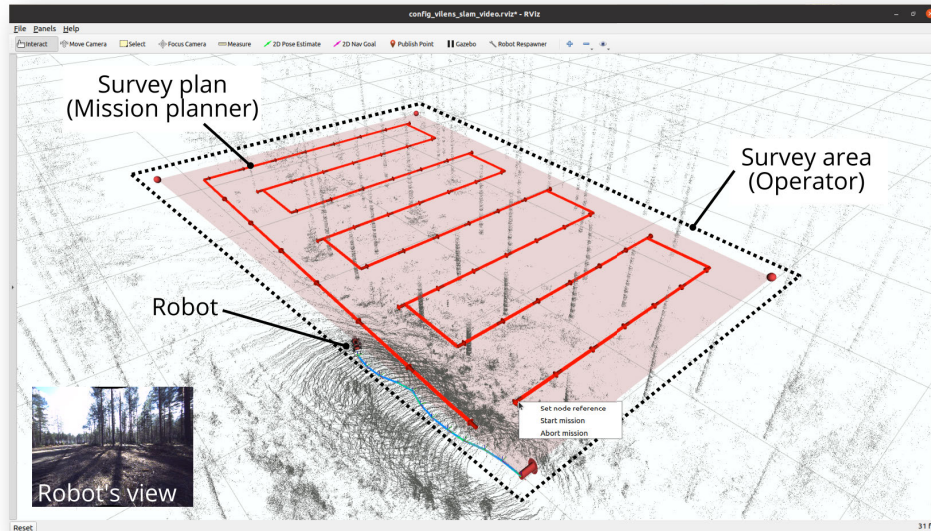 config_vilens_slam_video.rviz* - RViz
File Panels Help
Interact Move Camera Select Focus Camera Measure 2D Pose Estimate 2D Nav Goal Publish Point Gazebo Robot Respawner
Survey plan
(Mission planner)
Survey area
(Operator)
Robot
Set node reference
Start mission
Abort mission
Robot's view
Reset